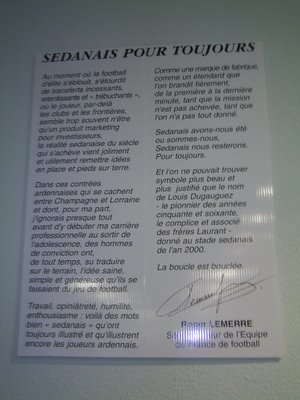 SEDANAIS POUR TOUJOURS
Au moment où le football
d'élite s'éblouit, s'étourdit
de transferts incessants,
retentissants et « trébuchants »,
où le joueur, par-delà
les clubs et les frontières,
semble trop souvent n'être
qu'un produit marketing
pour investisseurs,
la réalité sedanaise du siècle
qui s'achève vient joliment
et utilement remettre idées
en place et pieds sur terre.
Dans ces contrées
ardennaises qui se cachent
entre Champagne et Lorraine
et dont, pour ma part,
j'ignorais presque tout
avant d'y débuter ma carrière
professionnelle au sortir de
l'adolescence, des hommes
de conviction ont,
de tout temps, su traduire
sur le terrain, l'idée saine,
simple et généreuse qu'ils se
faisaient du jeu de football.
Travail, opiniâtreté, humilité,
enthousiasme : voilà des mots
bien « sedanais » qu'ont
toujours illustré et qu'illustrent
encore les joueurs ardennais.
Comme une marque de fabrique,
comme un étendard que
l'on brandit fièrement,
de la première à la dernière
minute, tant que la mission
n'est pas achevée, tant que
l'on n'a pas tout donné.
Sedanais avons-nous été
ou sommes-nous,
Sedanais nous resterons.
Pour toujours.
Et l'on ne pouvait trouver
symbole plus beau et
plus justifié que le nom
de Louis Dugauguez
- le pionnier des années
cinquante et soixante,
le complice et associé
des frères Laurant -
donné au stade sedanais
de l'an 2000.
La boucle est bouclée.
Roger LEMERRE
de l'Equipe
de France de football